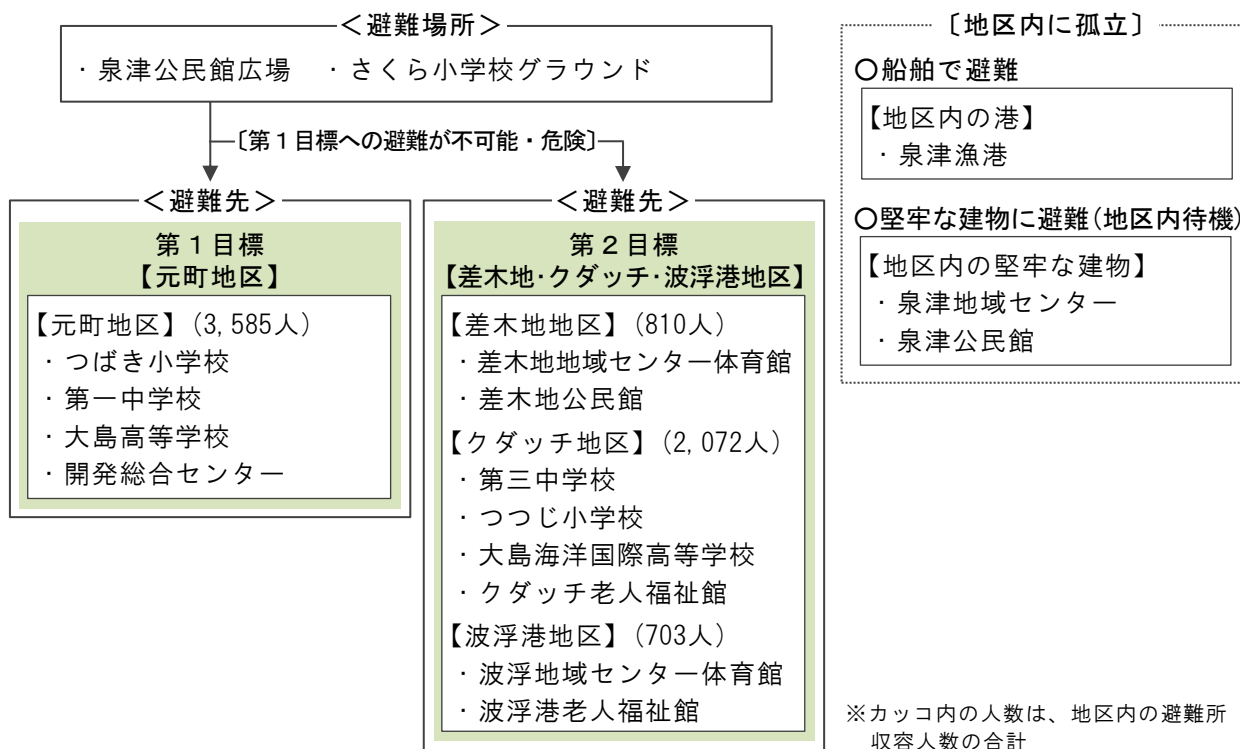 ＜避難場所＞
・泉津公民館広場　・さくら小学校グラウンド
〔第１目標への避難が不可能・危険〕
＜避難先＞
第１目標
【元町地区】
【元町地区】(3,585人)
・つばき小学校
・第一中学校
・大島高等学校
・開発総合センター
＜避難先＞
第２目標
【差木地･クダッチ･波浮港地区】
【差木地地区】(810人)
・差木地地域センター体育館
・差木地公民館
【クダッチ地区】(2,072人)
・第三中学校
・つつじ小学校
・大島海洋国際高等学校
・クダッチ老人福祉館
【波浮港地区】(703人)
・波浮地域センター体育館
・波浮港老人福祉館
〔地区内に孤立〕
○船舶で避難
【地区内の港】
・泉津漁港
○堅牢な建物に避難(地区内待機)
【地区内の堅牢な建物】
・泉津地域センター
・泉津公民館
※カッコ内の人数は、地区内の避難所
収容人数の合計